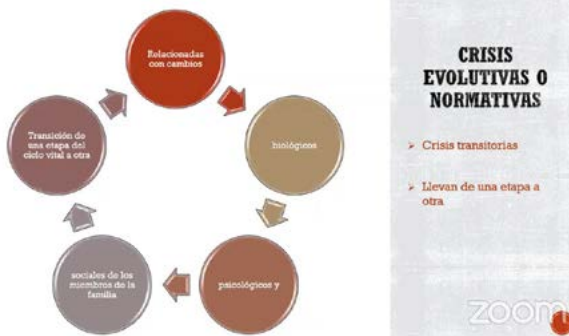 Relacionadas
con cambios
biológicos
psicológicos y
sociales de los
miembros de la
familia
Transición de
una etapa del
ciclo vital a otra
CRISIS
EVOLUTIVAS O
NORMATIVAS
Crisis transitorias
Llevan de una etapa a
otra
zoom